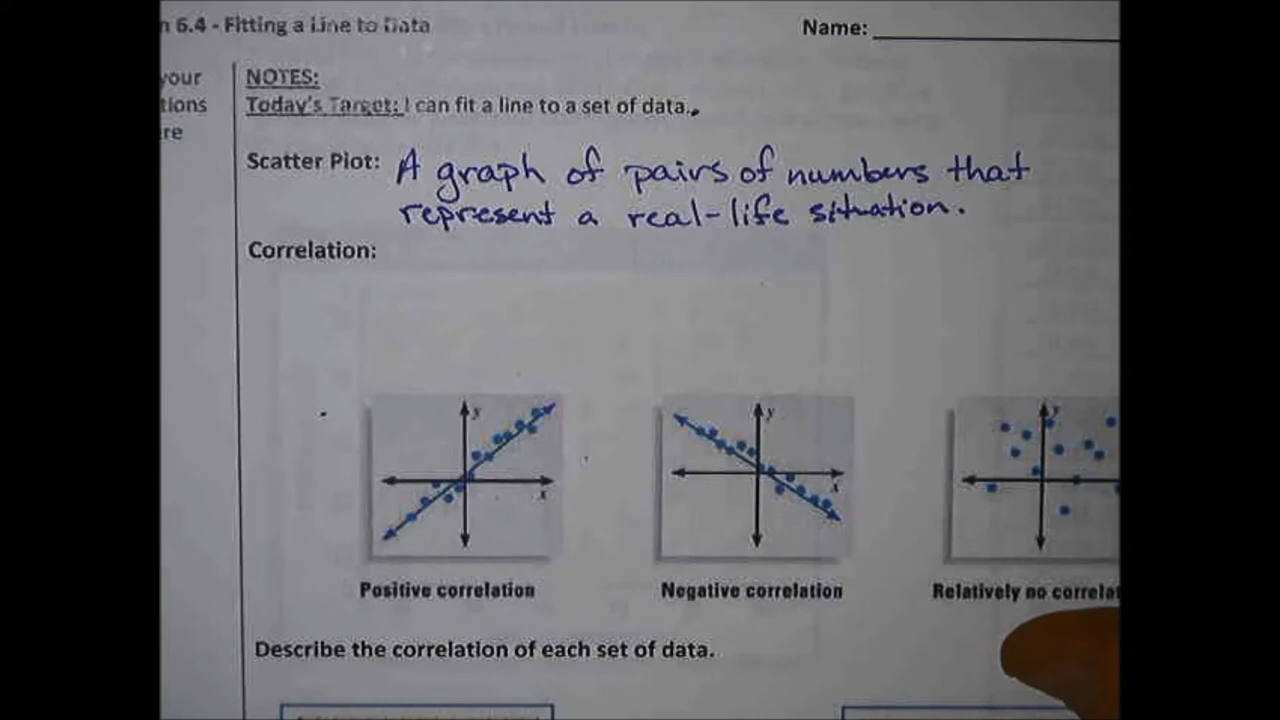 n 6.4 - Fitting a Line to Data
Name:
your
tions
re
NOTES:
Today's Target: I can fit a line to a set of data.
Scatter Plot: A graph of pairs of numbers that
represent a real-life situation.
Correlation:
y
x
y
x
y
Positive correlation
Negative correlation
Relatively no correlat
Describe the correlation of each set of data.